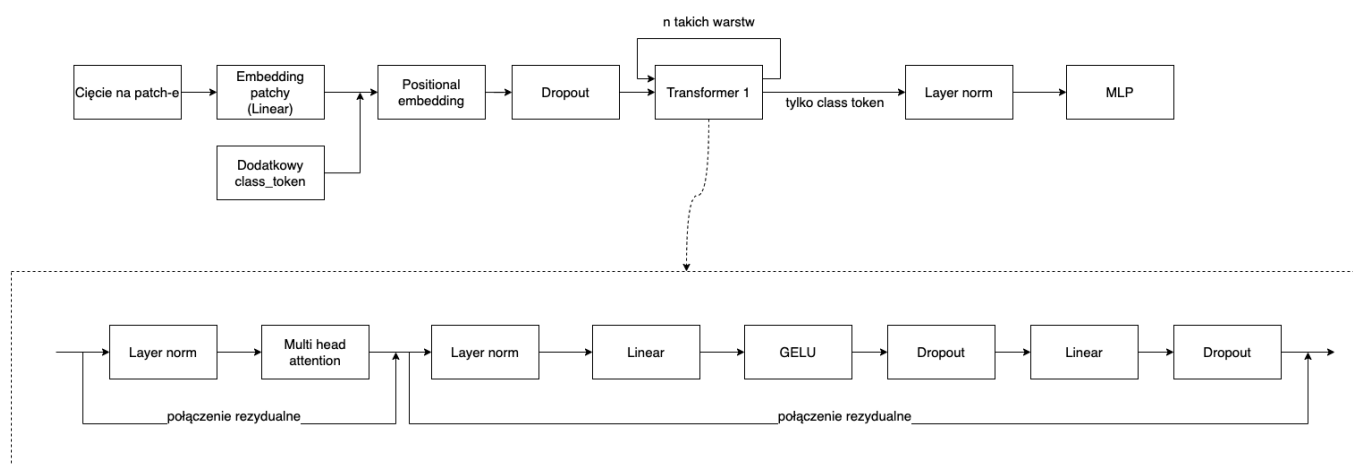 n takich warstw
Cięcie na patch-e
Embedding
patchy
(Linear)
Positional
embedding
Dropout
Transformer 1
tylko class token
Layer norm
MLP
Dodatkowy
class_token
Layer norm
Multi head
attention
Layer norm
Linear
GELU
Dropout
Linear
Dropout
połączenie rezydualne
połączenie rezydualne